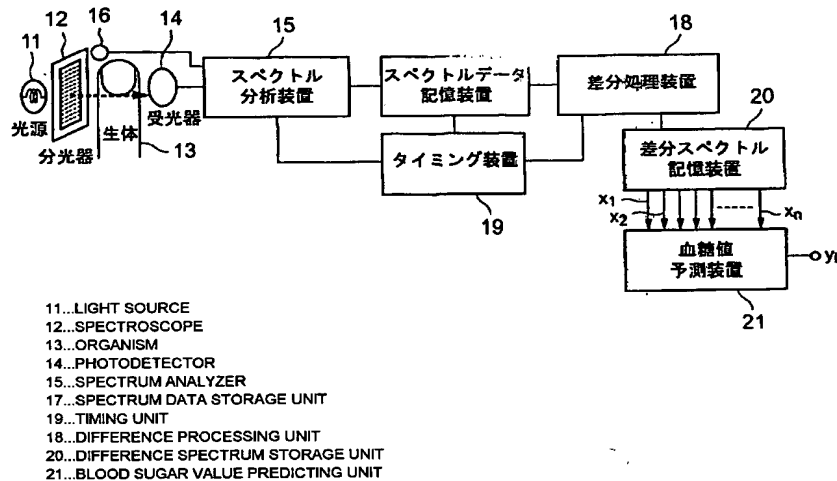 12
16
14
11
15
18
光源
分光器
生体
受光器
13
スペクトル
分析装置
スペクトルデータ
記憶装置
差分処理装置
タイミング装置
19
20
差分スペクトル
記憶装置
x1
x2
xn
血糖値
予測装置
21
11...LIGHT SOURCE
12...SPECTROSCOPE
13...ORGANISM
14...PHOTODETECTOR
15...SPECTRUM ANALYZER
17...SPECTRUM DATA STORAGE UNIT
19...TIMING UNIT
18...DIFFERENCE PROCESSING UNIT
20...DIFFERENCE SPECTRUM STORAGE UNIT
21...BLOOD SUGAR VALUE PREDICTING UNIT